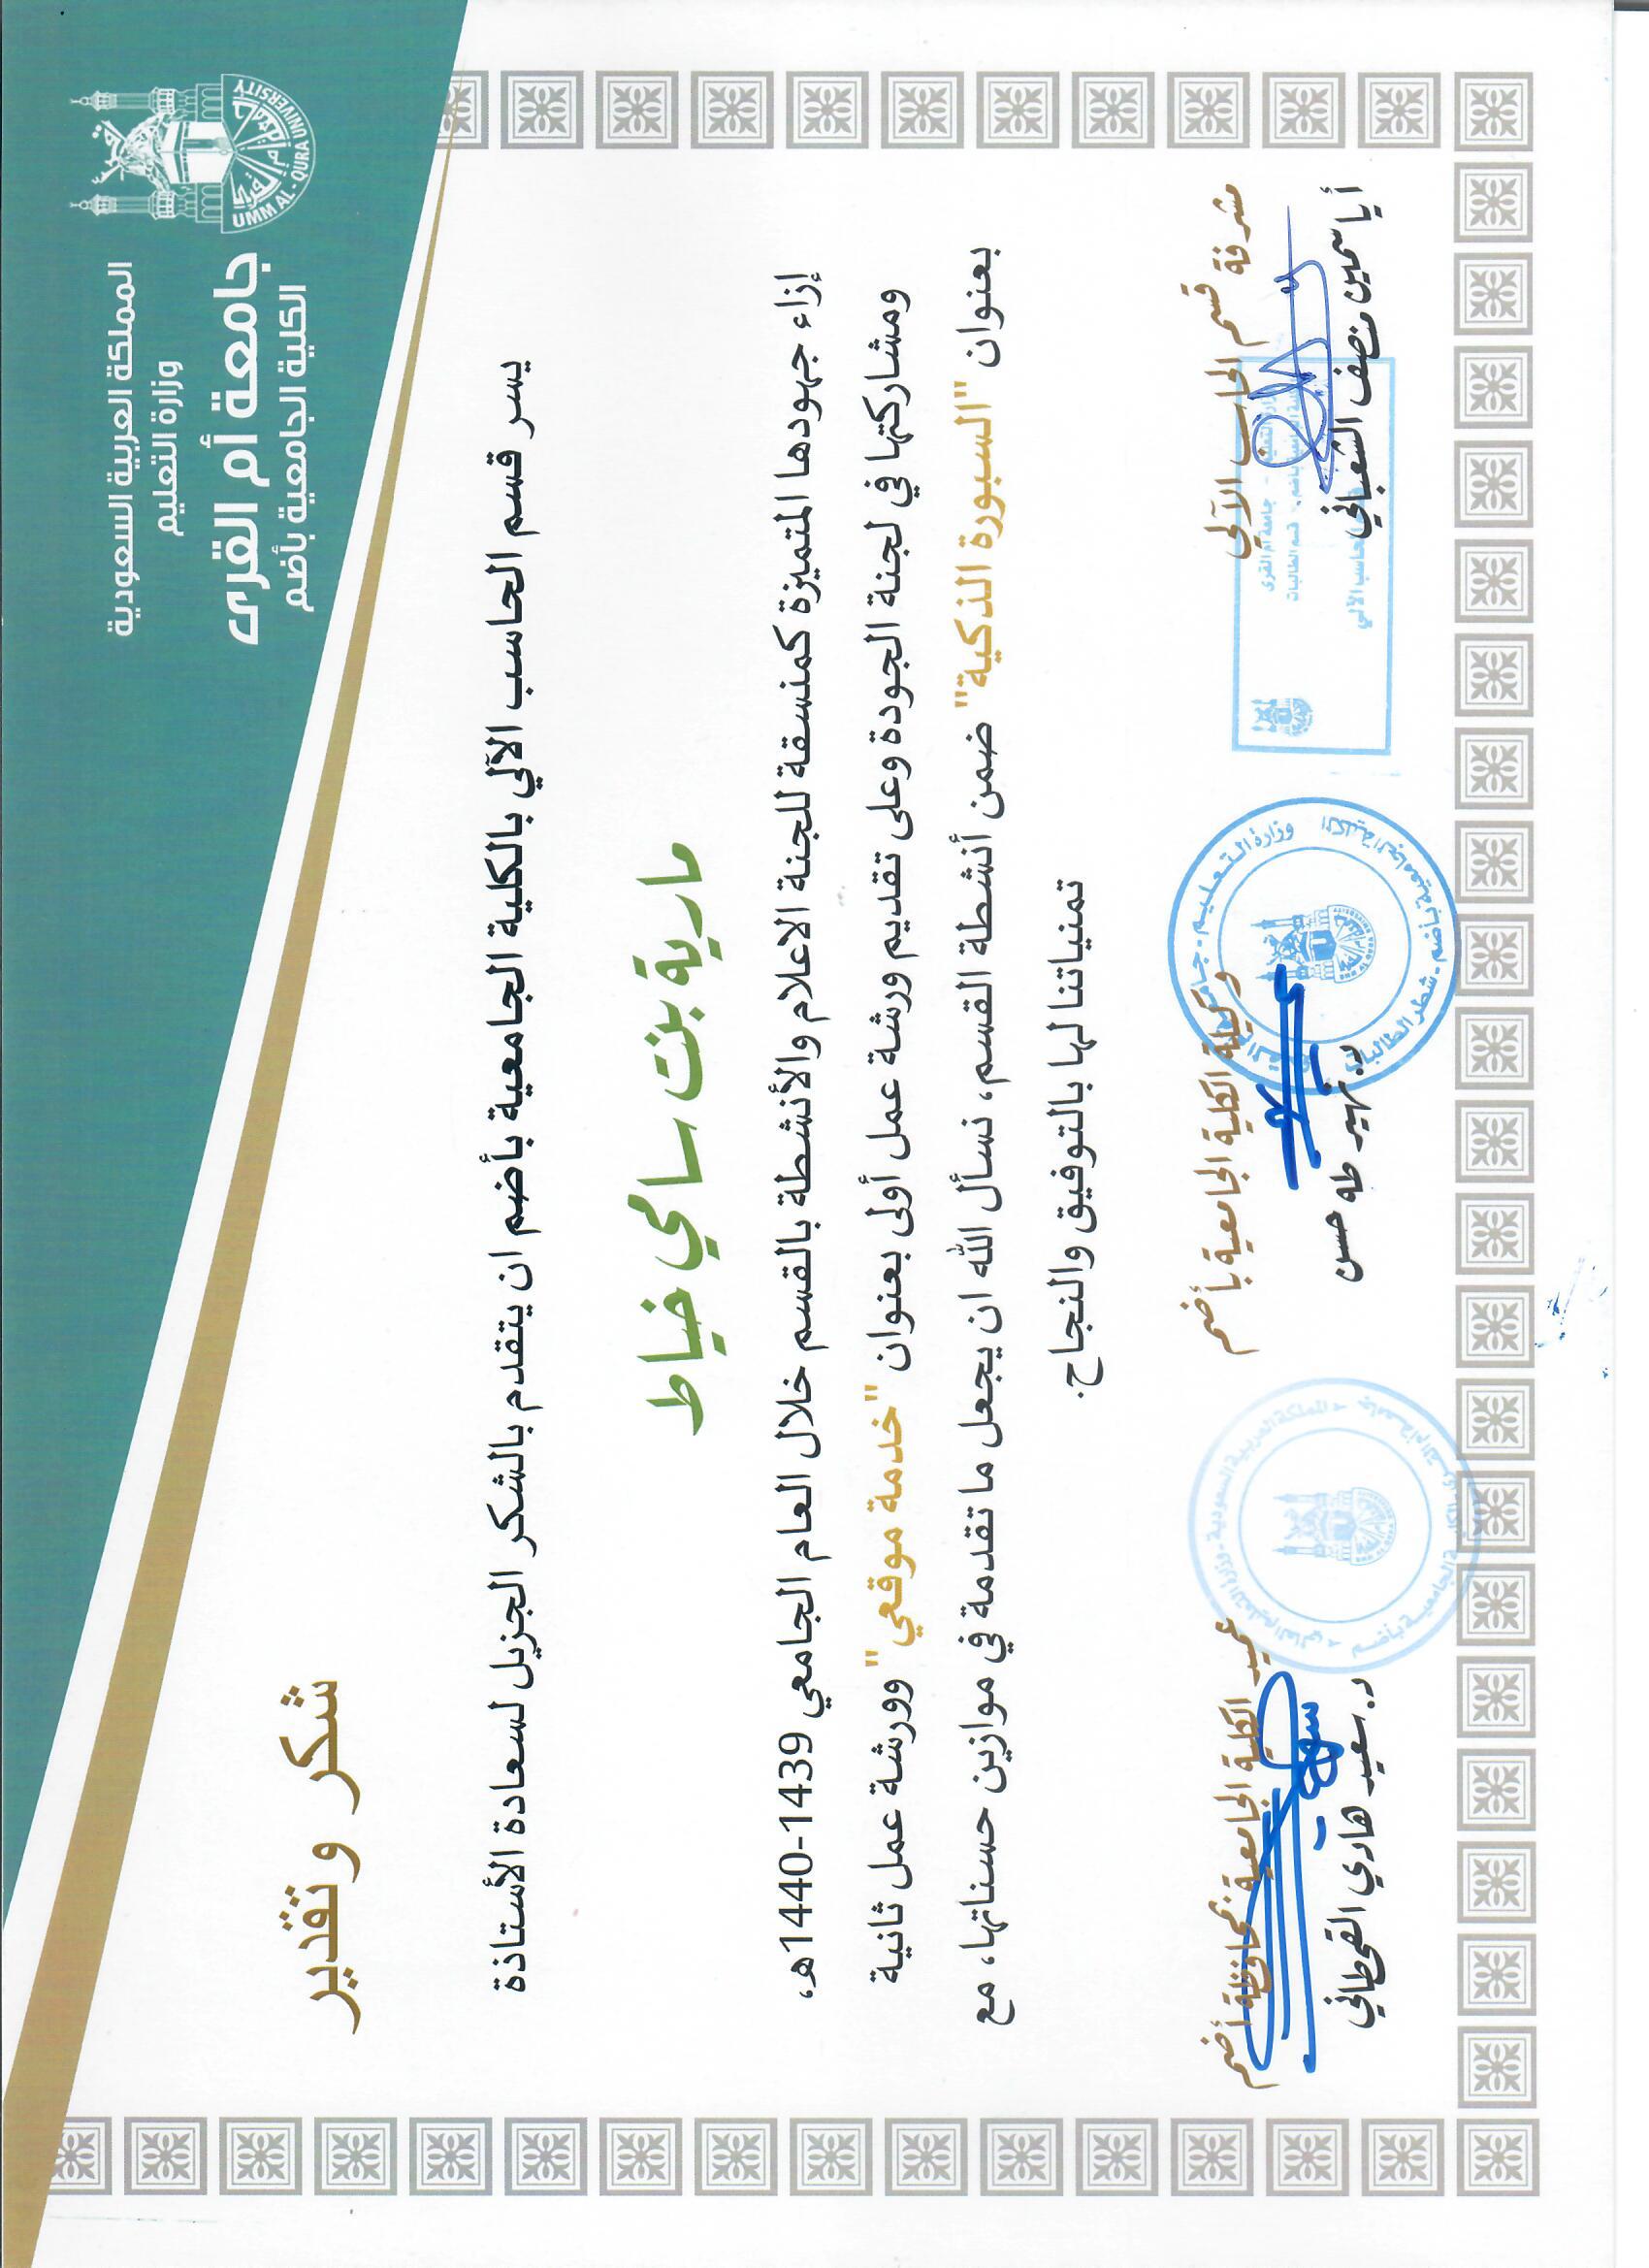 المملكة العربية السعودية
وزارة التعليم
جامعة أم القرى
الكلية الجامعية بأضم
UMM AL - QURA UNIVERSITY
شكر وتقدير
يسر قسم الحاسب الآلي بالكلية الجامعية بأضم ان يتقدم بالشكر الجزيل لسعادة الأستاذة
مارية بنت سامي خياط
إزاء جهودها المتميزة كمنسقة للجنة الاعلام والأنشطة بالقسم خلال العام الجامعي 1439-1440هـ،
ومشاركتها في لجنة الجودة وعلى تقديم ورشة عمل أولى بعنوان "خدمة موقعي" وورشة عمل ثانية
بعنوان "السبورة الذكية" ضمن أنشطة القسم، نسأل الله ان يجعل ما تقدمة في موازين حسناتها، مع
تمنياتنا لها بالتوفيق والنجاح.
مشرفة قسم الحاسب الآلي
أ ياسمين منصف الشعباني
وزارة التعليم - جامعة أم القرى
الكلية الجامعية بأضم - قسم الطالبات
قسم الحاسب الآلي
وكيلة الكلية الجامعية بأضم
د. نهير طه حسن
وزارة التعليم - جامعة أم القرى
الكلية الجامعية بأضم - شطر الطالبات
عميد الكلية الجامعية بمحافظة أضم
د. سعيد هادي القحطاني
المملكة العربية السعودية - وزارة التعليم العالي
جامعة أم القرى - الكلية الجامعية بأضم